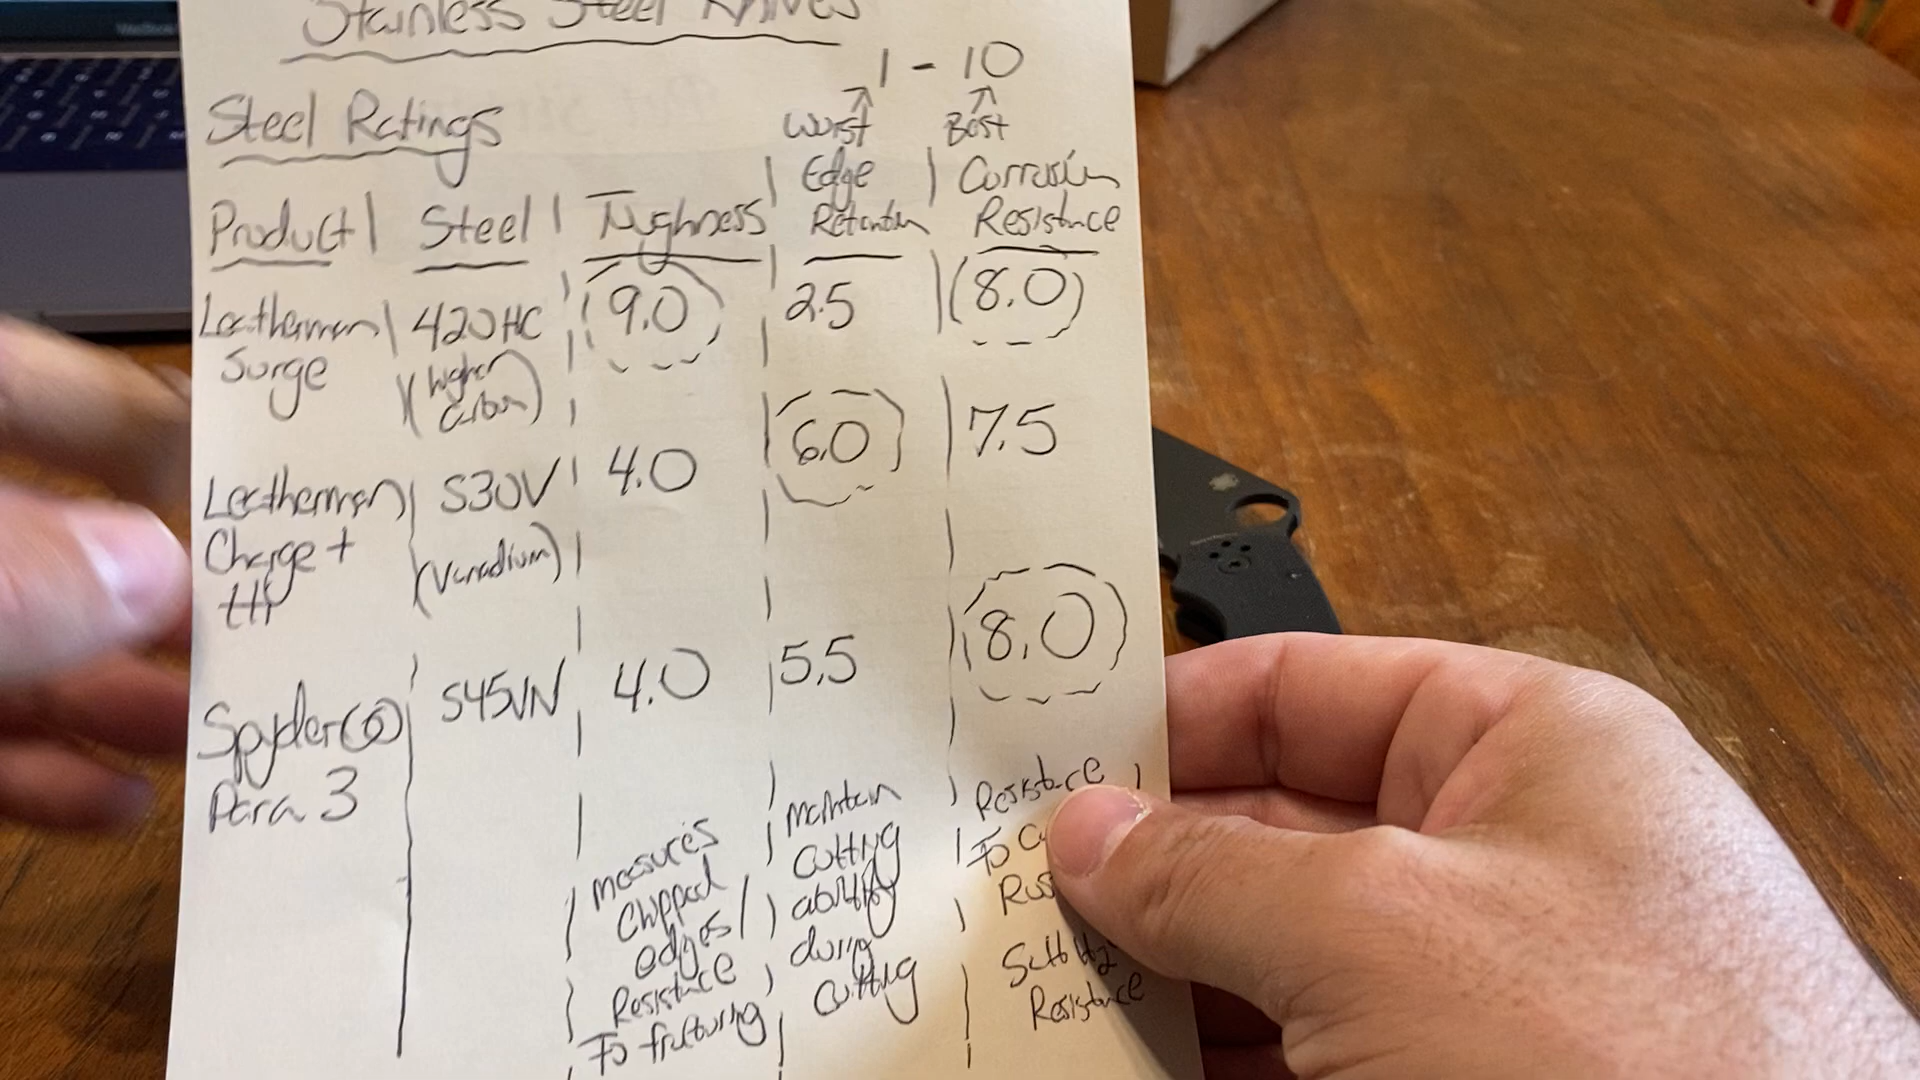 Stainless Steel Knives
1 - 10
Worst Best
Steel Ratings
Product | Steel | Toughness | Edge Retention | Corrosion Resistance
Leatherman Surge | 420HC (higher carbon) | 9.0 | 2.5 | (8.0)
Leatherman Charge + tti | S30V (Vanadium) | 4.0 | 6.0 | 7.5
Spyderco Para 3 | S45VN | 4.0 | 5.5 | 8.0
measures chipped edges / Resistance To fracturing
maintain cutting ability during cutting
Resistance To
Resistance